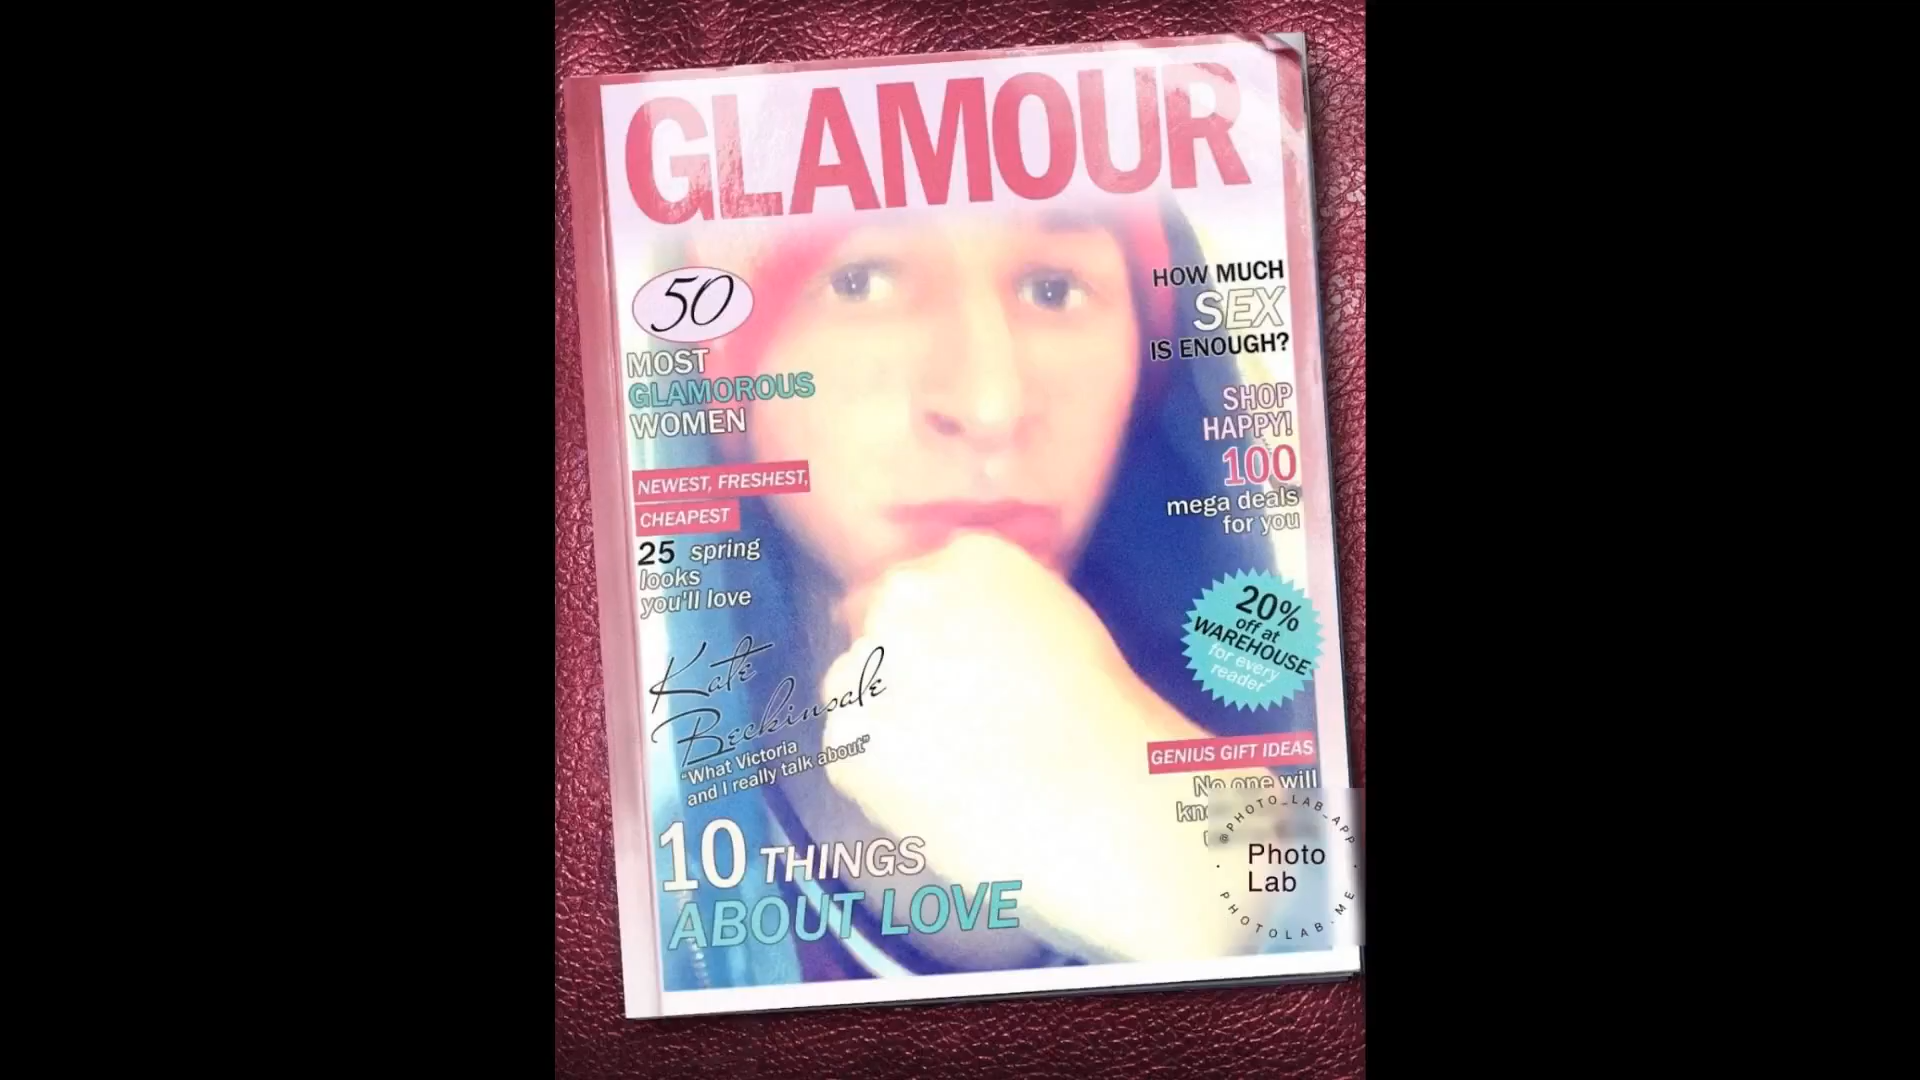 GLAMOUR
50
MOST
GLAMOROUS
WOMEN
NEWEST, FRESHEST,
CHEAPEST
25 spring
looks
you'll love
Kate
Beckinsale
"What Victoria
and I really talk about"
10 THINGS
ABOUT LOVE
HOW MUCH
SEX
IS ENOUGH?
SHOP
HAPPY!
100
mega deals
for you
20%
off at
WAREHOUSE
for every
reader
GENIUS GIFT IDEAS
No one will
@PHOTO_LAB_APP
Photo
Lab
PHOTOLAB.ME